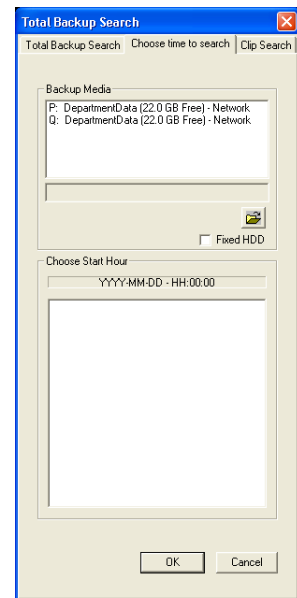 Total Backup Search
Total Backup Search Choose time to search Clip Search
Backup Media
P: DepartmentData (22.0 GB Free) - Network
Q: DepartmentData (22.0 GB Free) - Network
Fixed HDD
Choose Start Hour
YYYY-MM-DD - HH:00:00
OK Cancel